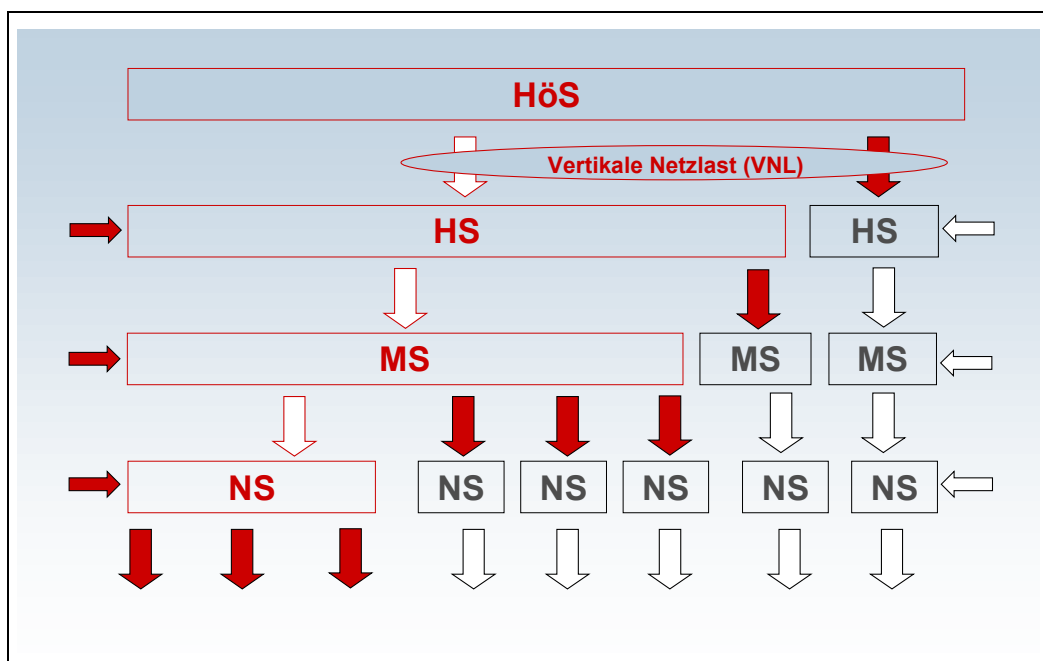 HöS
Vertikale Netzlast (VNL)
HS HS
MS MS MS
NS NS NS NS NS NS